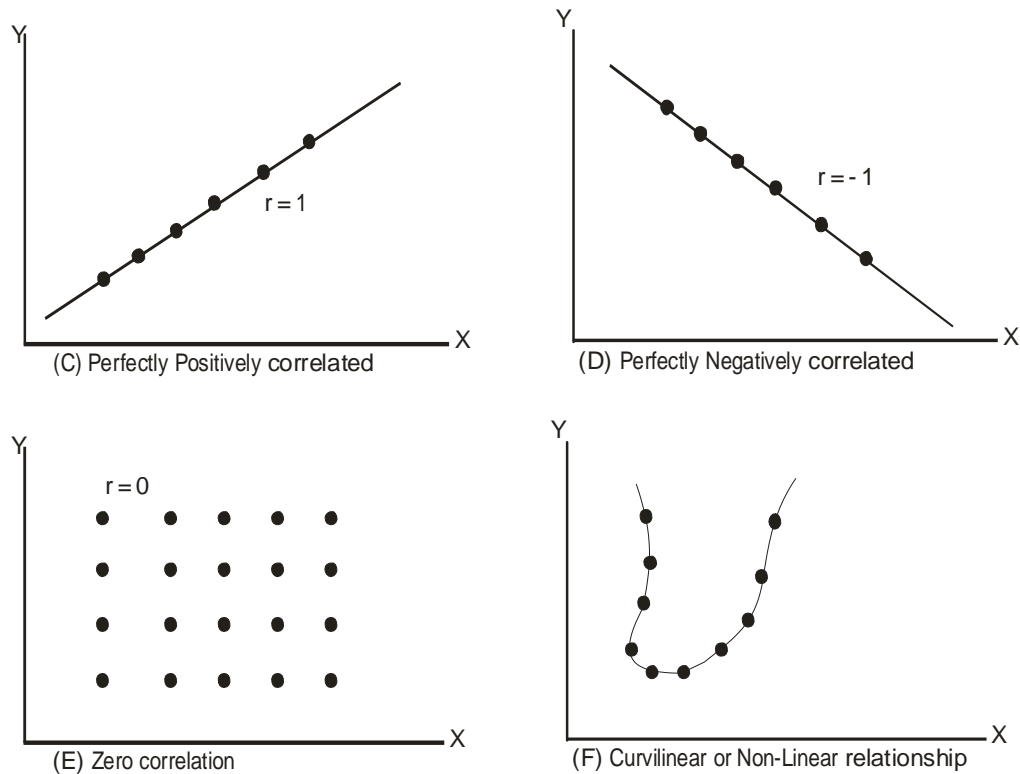 Y
r = 1
X
(C) Perfectly Positively correlated
Y
r = - 1
X
(D) Perfectly Negatively correlated
Y
r = 0
X
(E) Zero correlation
Y
X
(F) Curvilinear or Non-Linear relationship